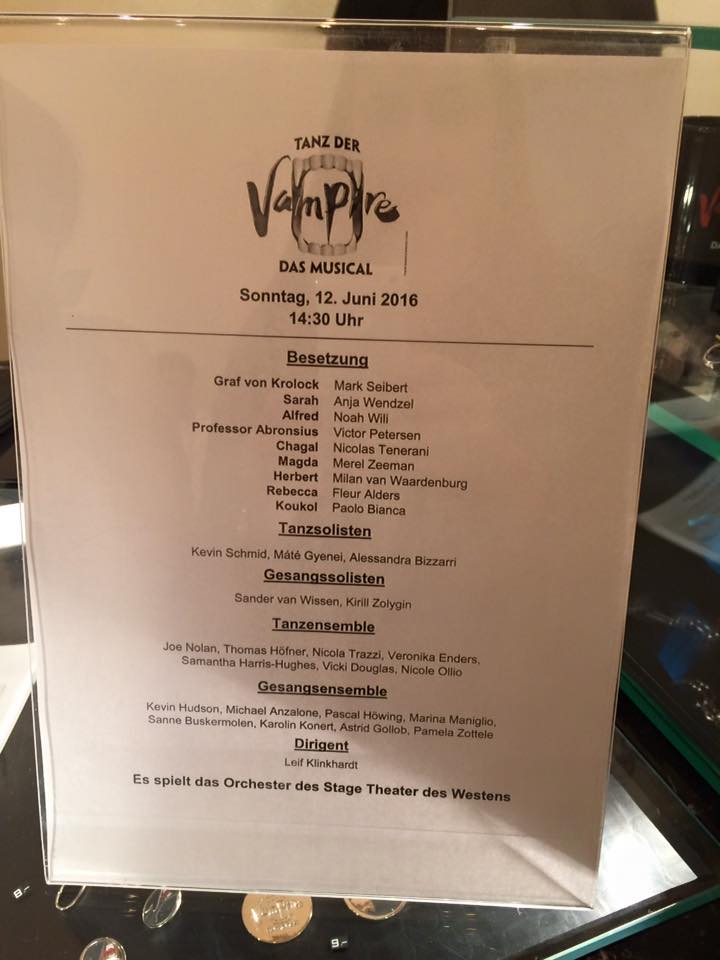 TANZ DER
Vampire
DAS MUSICAL
Sonntag, 12. Juni 2016
14:30 Uhr
Besetzung
Graf von Krolock Mark Seibert
Sarah Anja Wendzel
Alfred Noah Wili
Professor Abronsius Victor Petersen
Chagal Nicolas Tenerani
Magda Merel Zeeman
Herbert Milan van Waardenburg
Rebecca Fleur Alders
Koukol Paolo Bianca
Tanzsolisten
Kevin Schmid, Máté Gyenei, Alessandra Bizzarri
Gesangssolisten
Sander van Wissen, Kirill Zolygin
Tanzensemble
Joe Nolan, Thomas Höfner, Nicola Trazzi, Veronika Enders,
Samantha Harris-Hughes, Vicki Douglas, Nicole Ollio
Gesangsensemble
Kevin Hudson, Michael Anzalone, Pascal Höwing, Marina Maniglio,
Sanne Buskermolen, Karolin Konert, Astrid Gollob, Pamela Zottele
Dirigent
Leif Klinkhardt
Es spielt das Orchester des Stage Theater des Westens
8.-
9.-